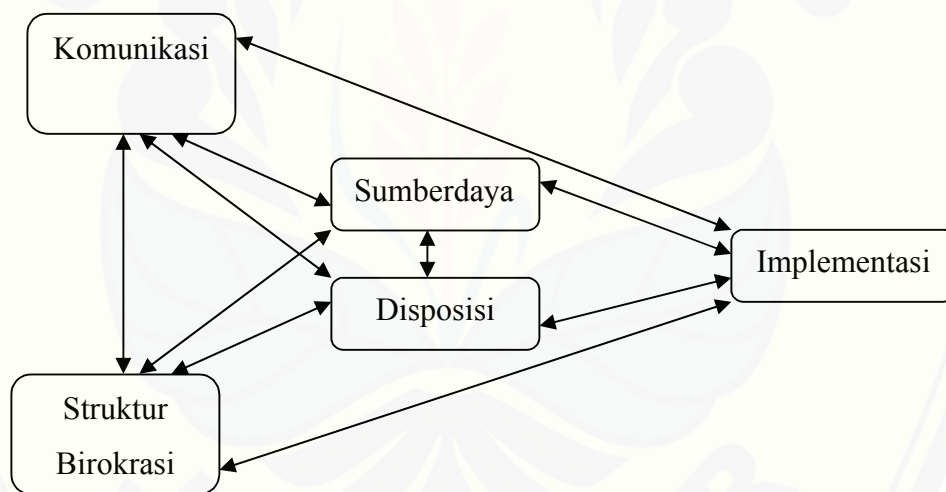 Komunikasi
Sumberdaya
Implementasi
Disposisi
Struktur
Birokrasi